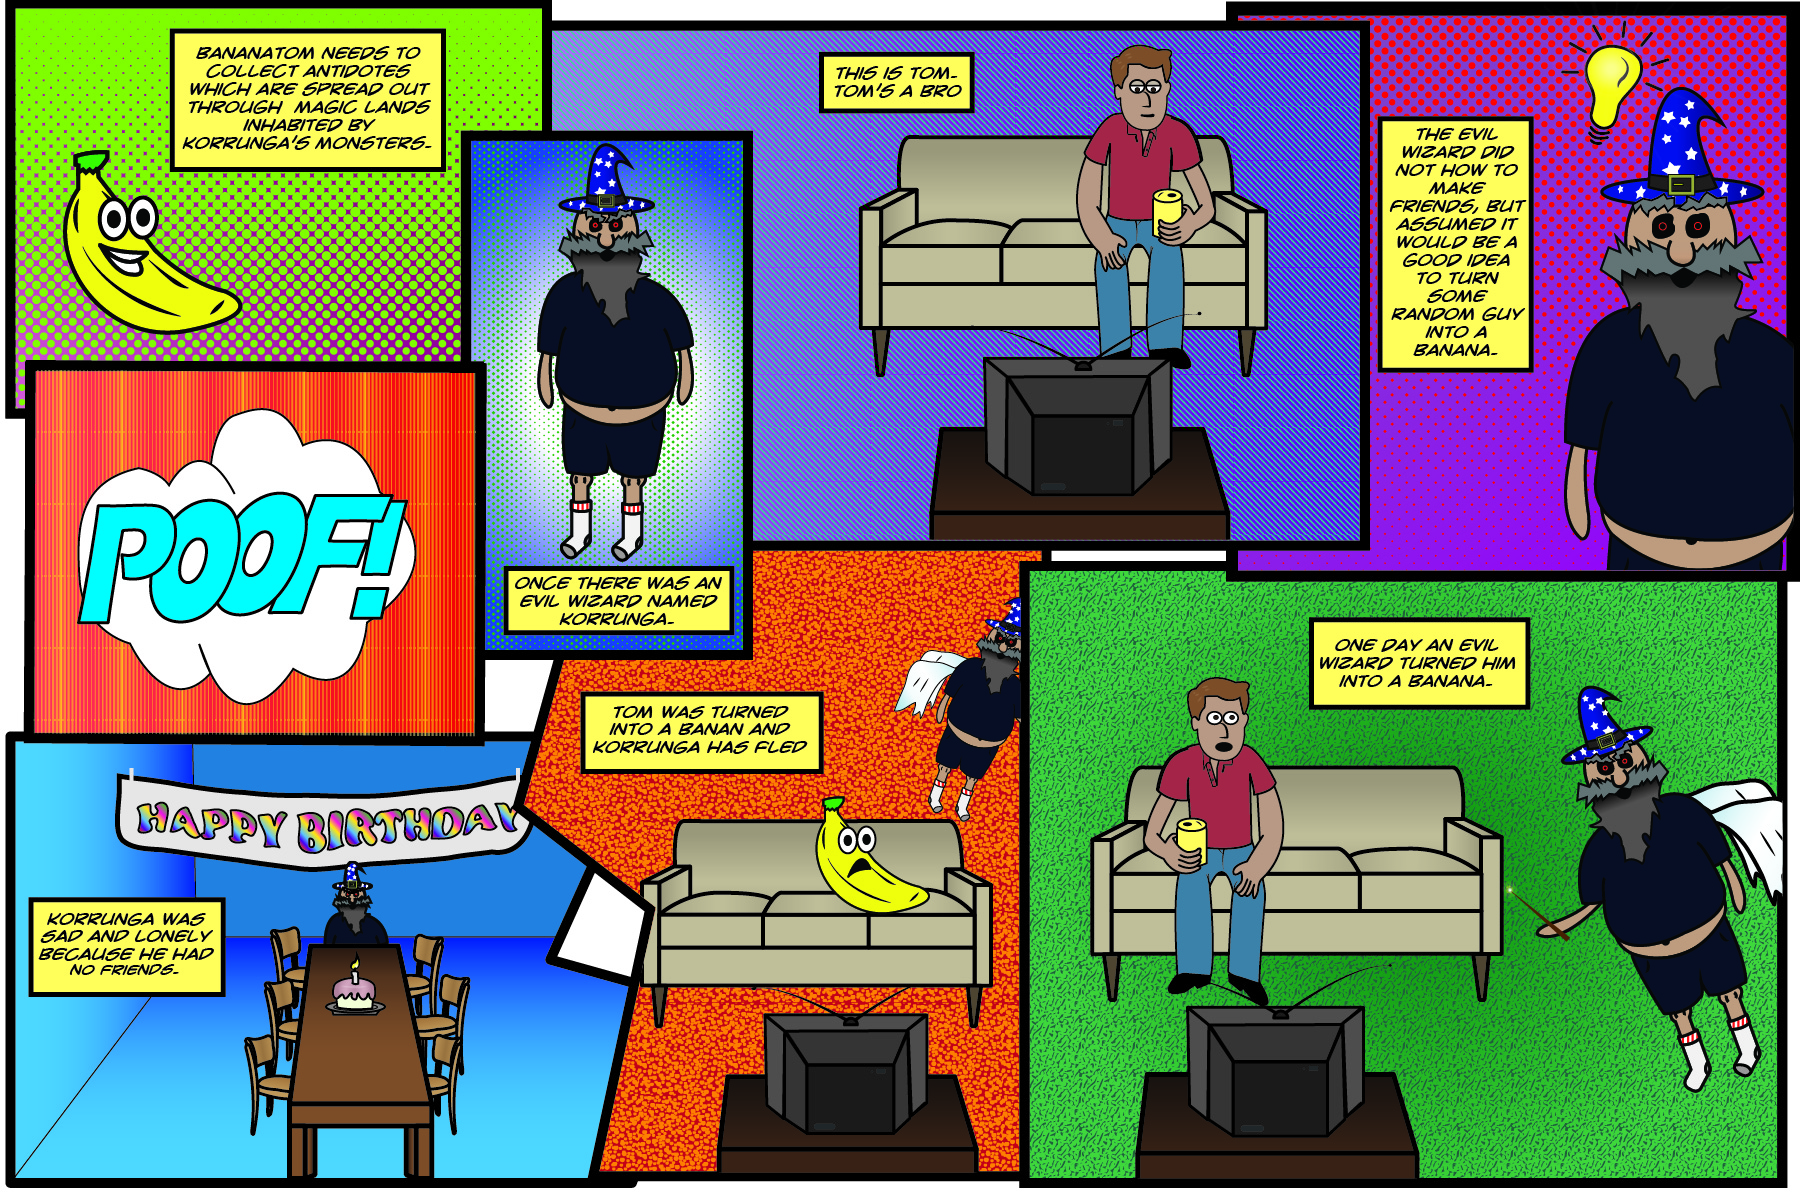 BANANATOM NEEDS TO
COLLECT ANTIDOTES
WHICH ARE SPREAD OUT
THROUGH MAGIC LANDS
INHABITED BY
KORRUNGA'S MONSTERS.
THIS IS TOM.
TOM'S A BRO
THE EVIL
WIZARD DID
NOT HOW TO
MAKE
FRIENDS, BUT
ASSUMED IT
WOULD BE A
GOOD IDEA
TO TURN
SOME
RANDOM GUY
INTO A
BANANA.
POOF!
ONCE THERE WAS AN
EVIL WIZARD NAMED
KORRUNGA.
TOM WAS TURNED
INTO A BANAN AND
KORRUNGA HAS FLED
ONE DAY AN EVIL
WIZARD TURNED HIM
INTO A BANANA.
HAPPY BIRTHDAY
KORRUNGA WAS
SAD AND LONELY
BECAUSE HE HAD
NO FRIENDS.